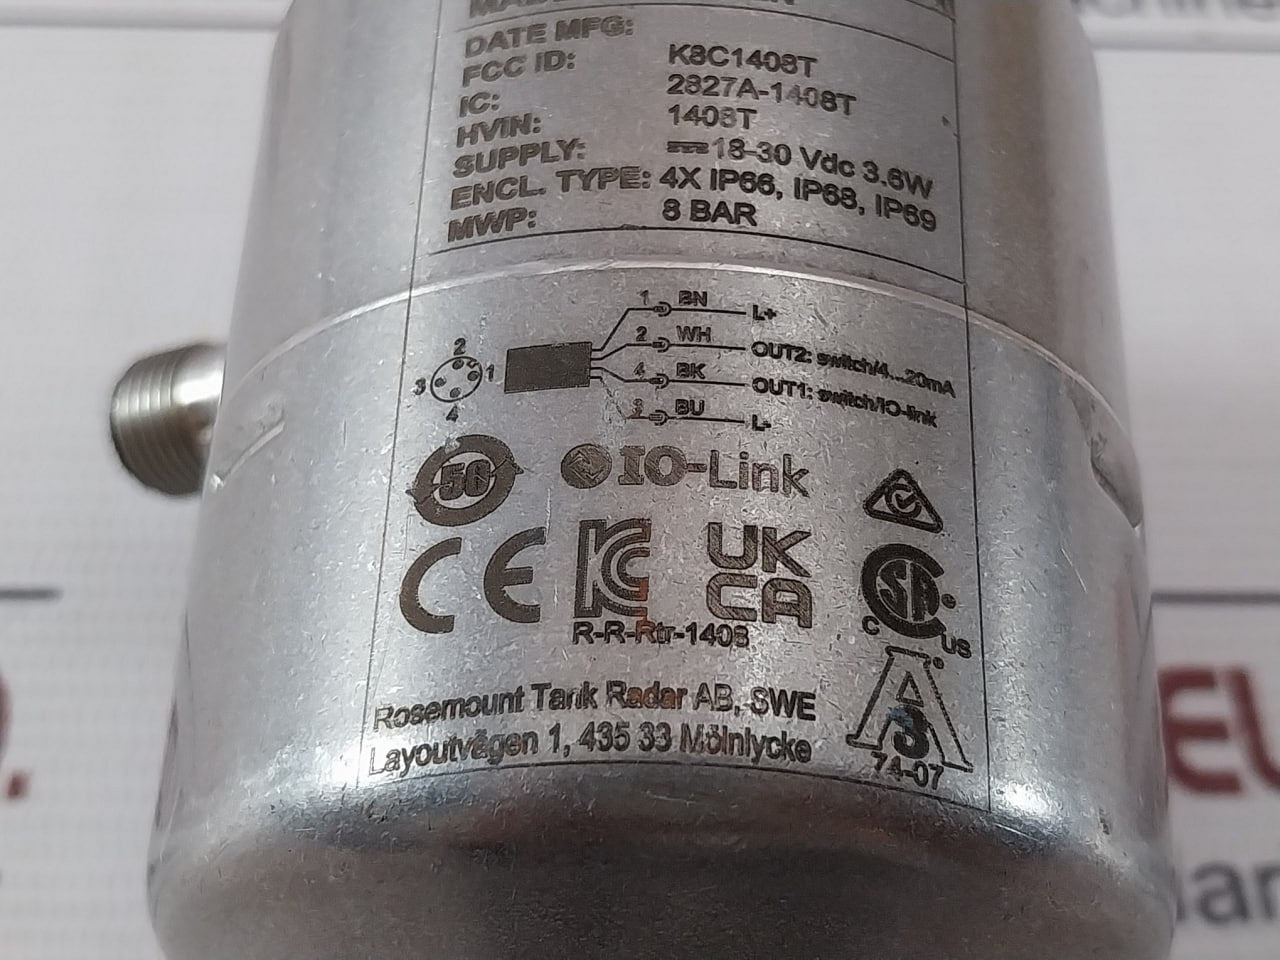 DATE MFG:
FCC ID: K8C1408T
IC: 2827A-1408T
HVIN: 1408T
SUPPLY: 18-30 Vdc 3.6W
ENCL. TYPE: 4X IP66, IP68, IP69
MWP: 8 BAR
1 BN L+
2 WH OUT2: switch/4...20mA
4 BK OUT1: switch/IO-link
3 BU L-
2
3 1
4
50 IO-Link
CE KC UK CA
R-R-Rtr-1408
CSA
C US
Rosemount Tank Radar AB, SWE
Layoutvägen 1, 435 33 Mölnlycke
3 A
74-07